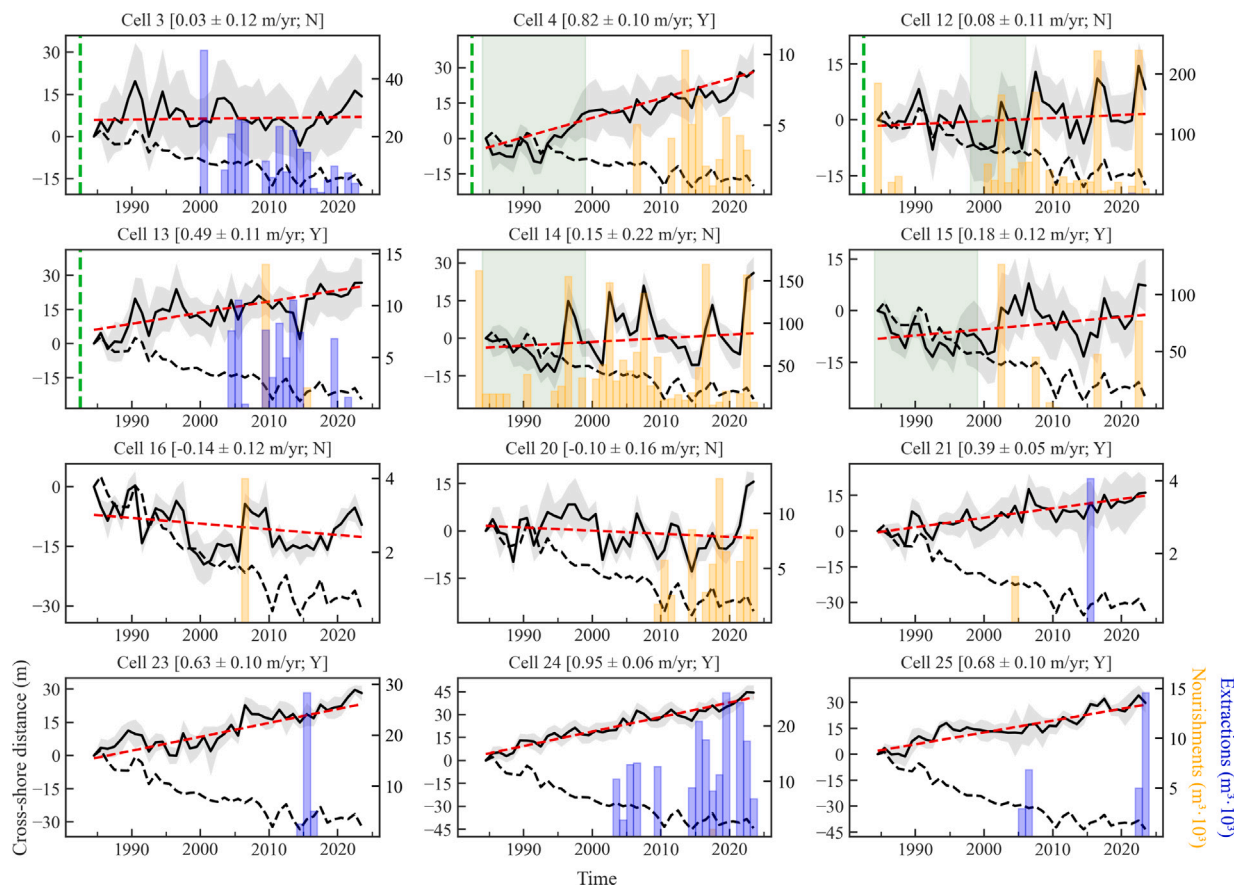 Cell 3 [0.03 ± 0.12 m/yr; N]
Cell 4 [0.82 ± 0.10 m/yr; Y]
Cell 12 [0.08 ± 0.11 m/yr; N]
30
15
0
−15
40
20
30
15
0
−15
10
5
15
0
−15
200
100
1990 2000 2010 2020
1990 2000 2010 2020
1990 2000 2010 2020
Cell 13 [0.49 ± 0.11 m/yr; Y]
Cell 14 [0.15 ± 0.22 m/yr; N]
Cell 15 [0.18 ± 0.12 m/yr; Y]
30
15
0
−15
15
10
5
30
15
0
−15
150
100
50
15
0
−15
100
50
1990 2000 2010 2020
1990 2000 2010 2020
1990 2000 2010 2020
Cell 16 [-0.14 ± 0.12 m/yr; N]
Cell 20 [-0.10 ± 0.16 m/yr; N]
Cell 21 [0.39 ± 0.05 m/yr; Y]
0
−15
−30
4
2
15
0
−15
10
5
15
0
−15
−30
4
2
1990 2000 2010 2020
1990 2000 2010 2020
1990 2000 2010 2020
Cell 23 [0.63 ± 0.10 m/yr; Y]
Cell 24 [0.95 ± 0.06 m/yr; Y]
Cell 25 [0.68 ± 0.10 m/yr; Y]
30
15
0
−15
−30
30
20
10
45
30
15
0
−15
−30
−45
20
10
45
30
15
0
−15
−30
−45
15
10
5
1990 2000 2010 2020
1990 2000 2010 2020
1990 2000 2010 2020
Cross-shore distance (m)
Time
Nourishments (m³·10³)
Extractions (m³·10³)